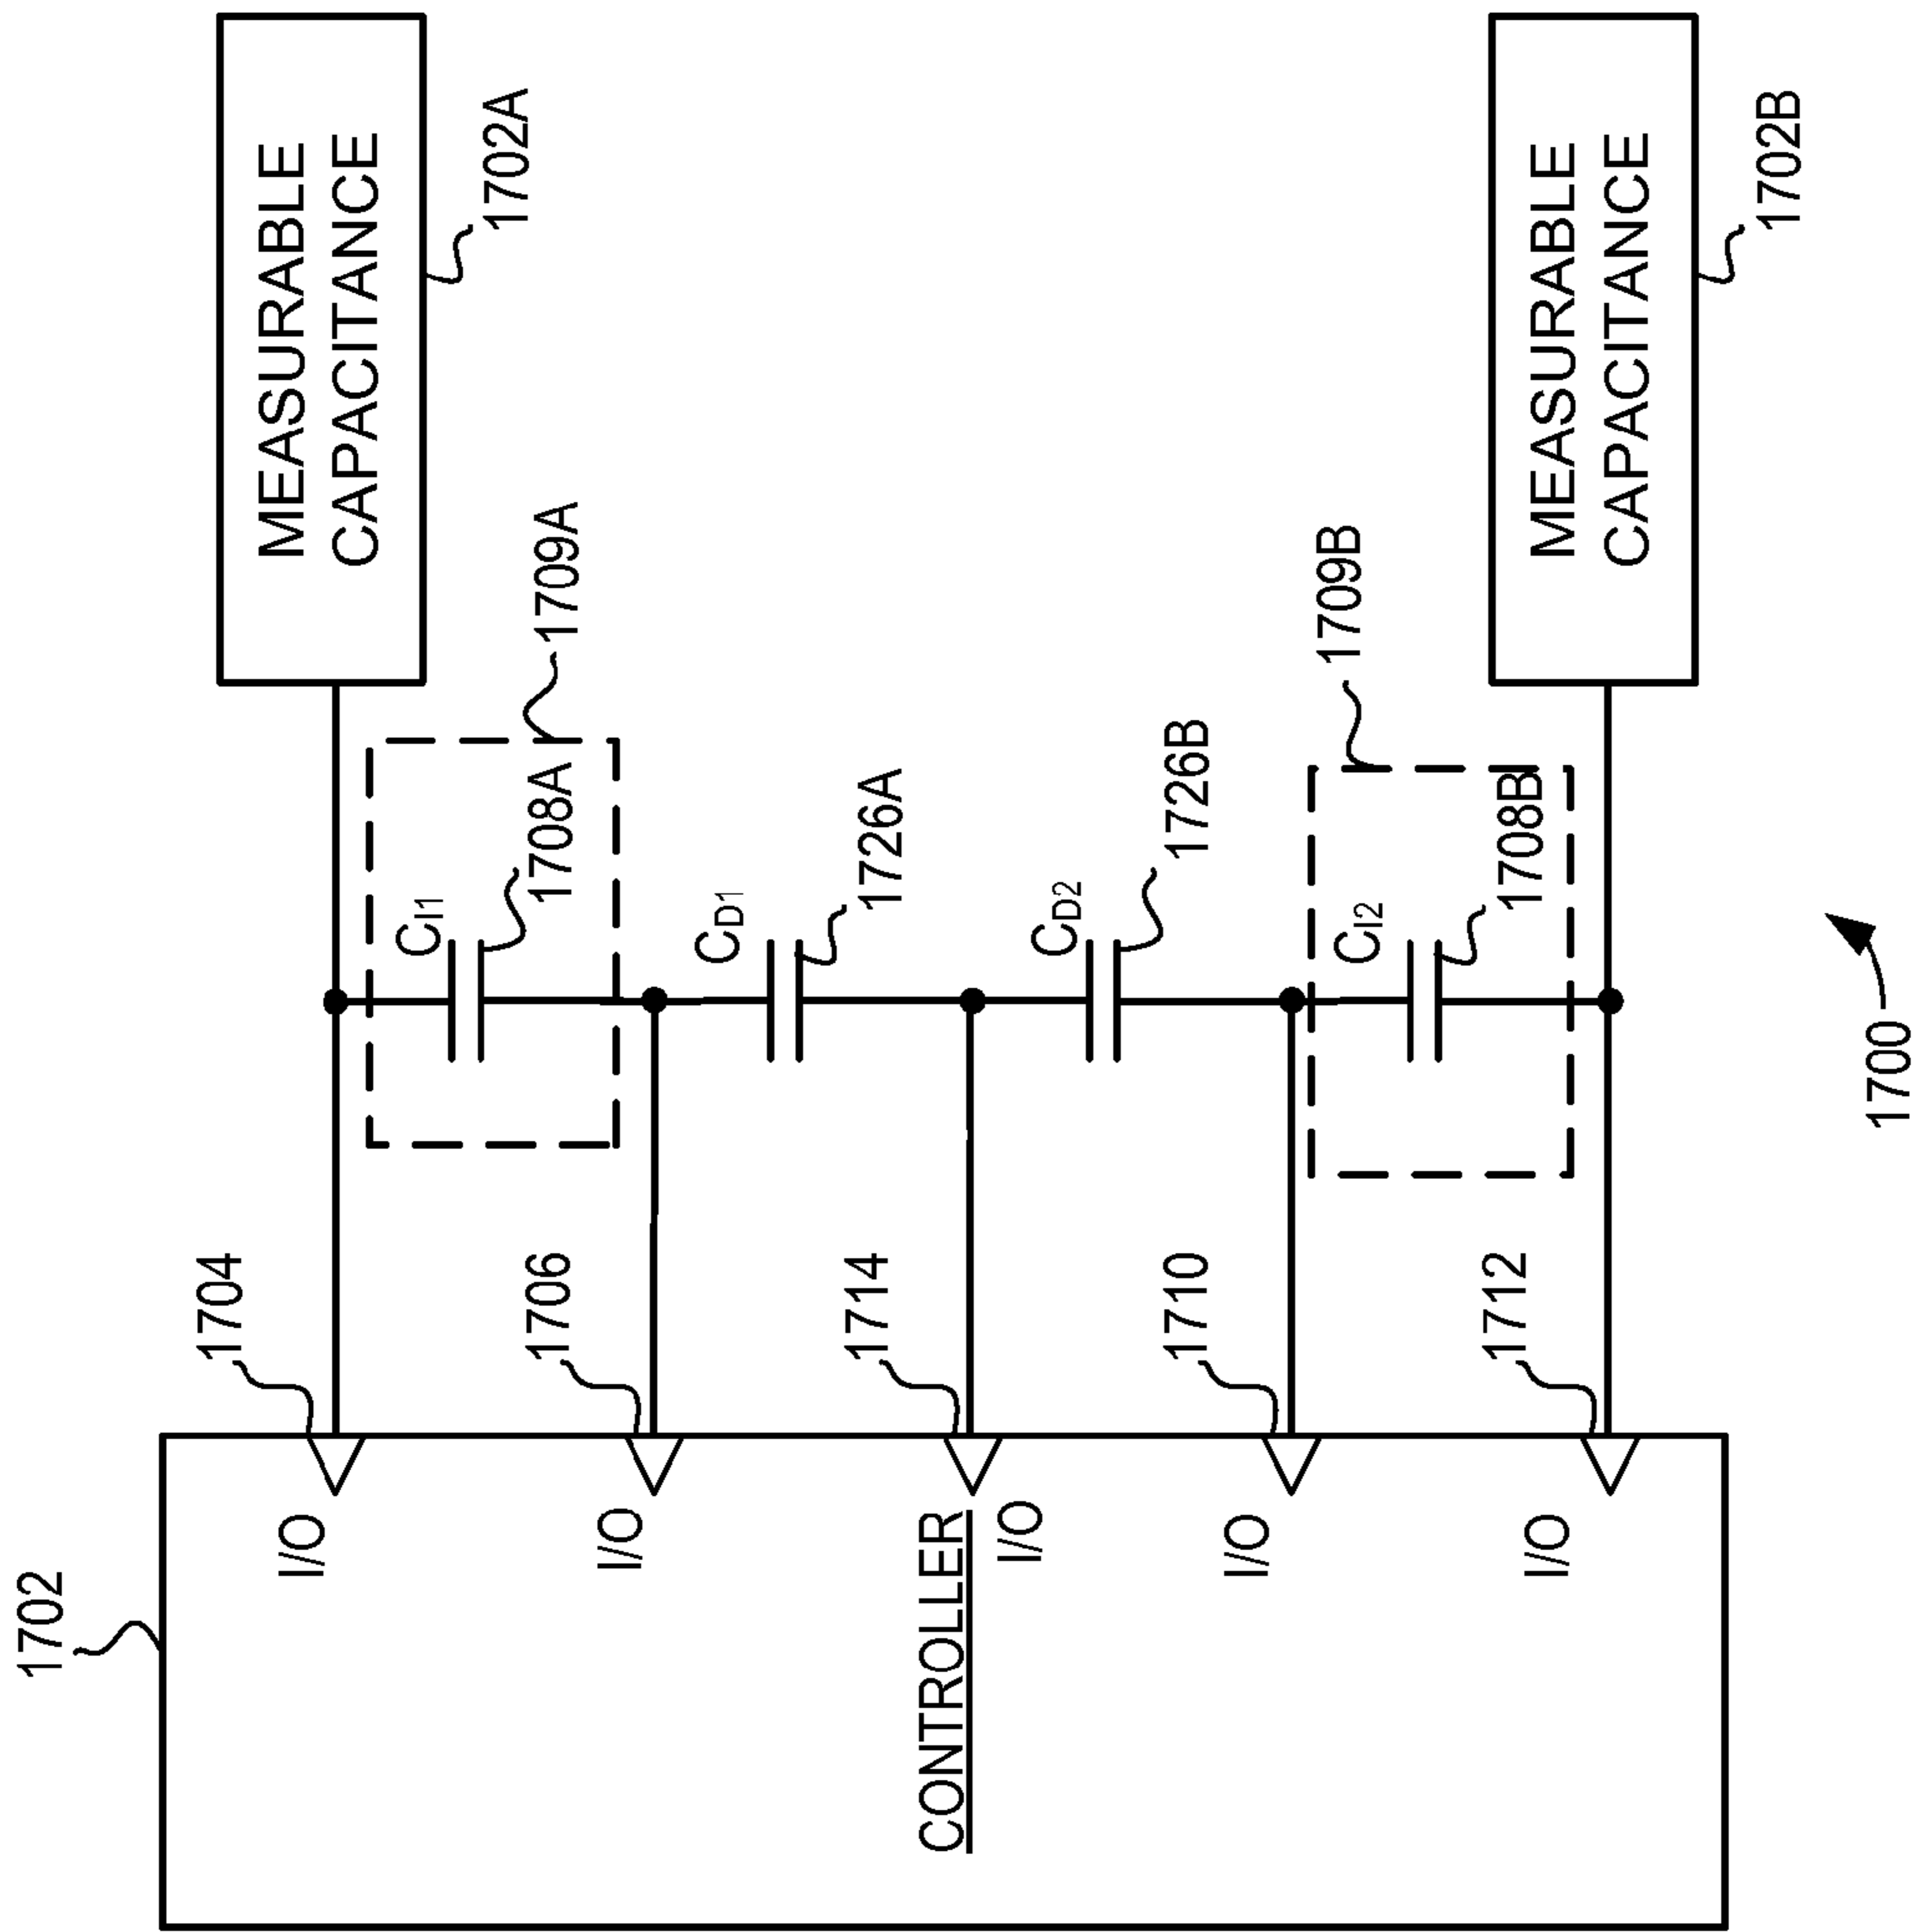 1702
CONTROLLER
I/O
I/O
I/O
I/O
I/O
1704
1706
1714
1710
1712
C_I1
1708A
1709A
C_D1
1726A
C_D2
1726B
C_I2
1708B
1709B
MEASURABLE
CAPACITANCE
1702A
MEASURABLE
CAPACITANCE
1702B
1700